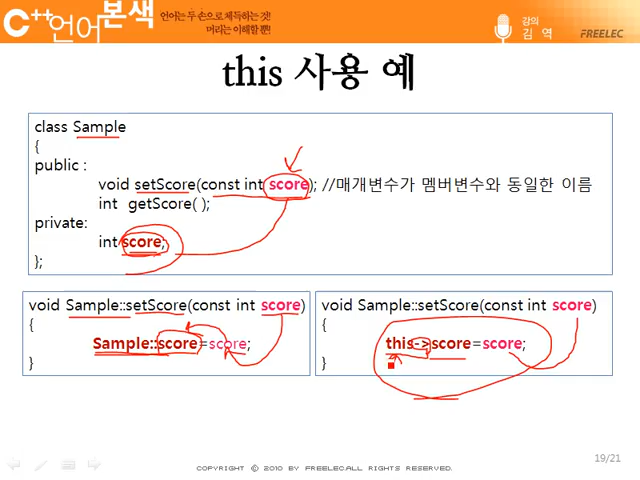 C++언어본색
언어는 두 손으로 체득하는 것!
머리는 이해할 뿐!
강의
김 역
FREELEC
this 사용 예
class Sample
{
public :
void setScore(const int score); //매개변수가 멤버변수와 동일한 이름
int getScore( );
private:
int score;
};
void Sample::setScore(const int score)
{
Sample::score=score;
}
void Sample::setScore(const int score)
{
this->score=score;
}
19/21
COPYRIGHT © 2010 BY FREELEC.ALL RIGHTS RESERVED.